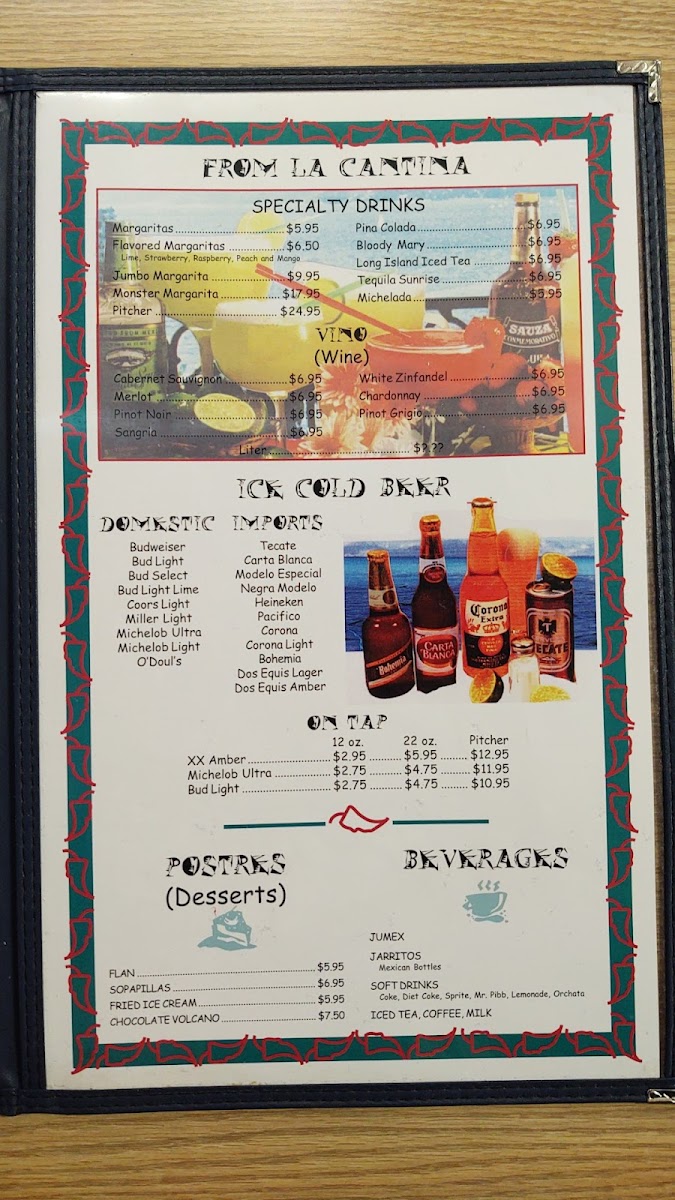 FROM LA CANTINA
SPECIALTY DRINKS
Margaritas........$5.95
Flavored Margaritas........$6.50
Lime, Strawberry, Raspberry, Peach and Mango
Jumbo Margarita........$9.95
Monster Margarita........$17.95
Pitcher........$24.95
Pina Colada........$6.95
Bloody Mary........$6.95
Long Island Iced Tea........$6.95
Tequila Sunrise........$6.95
Michelada........$5.95
SAUZA
CONMEMORATIVO
VINO
(Wine)
Cabernet Sauvignon........$6.95
Merlot........$6.95
Pinot Noir........$6.95
Sangria........$6.95
White Zinfandel........$6.95
Chardonnay........$6.95
Pinot Grigio........$6.95
Liter........$?.??
ICE COLD BEER
DOMESTIC
Budweiser
Bud Light
Bud Select
Bud Light Lime
Coors Light
Miller Light
Michelob Ultra
Michelob Light
O'Doul's
IMPORTS
Tecate
Carta Blanca
Modelo Especial
Negra Modelo
Heineken
Pacifico
Corona
Corona Light
Bohemia
Dos Equis Lager
Dos Equis Amber
Bohemia
CARTA
BLANCA
Corona
Extra
TECATE
ON TAP
12 oz. 22 oz. Pitcher
XX Amber........$2.95........$5.95........$12.95
Michelob Ultra........$2.75........$4.75........$11.95
Bud Light........$2.75........$4.75........$10.95
POSTRES
(Desserts)
FLAN........$5.95
SOPAPILLAS........$6.95
FRIED ICE CREAM........$5.95
CHOCOLATE VOLCANO........$7.50
BEVERAGES
JUMEX
JARRITOS
Mexican Bottles
SOFT DRINKS
Coke, Diet Coke, Sprite, Mr. Pibb, Lemonade, Orchata
ICED TEA, COFFEE, MILK